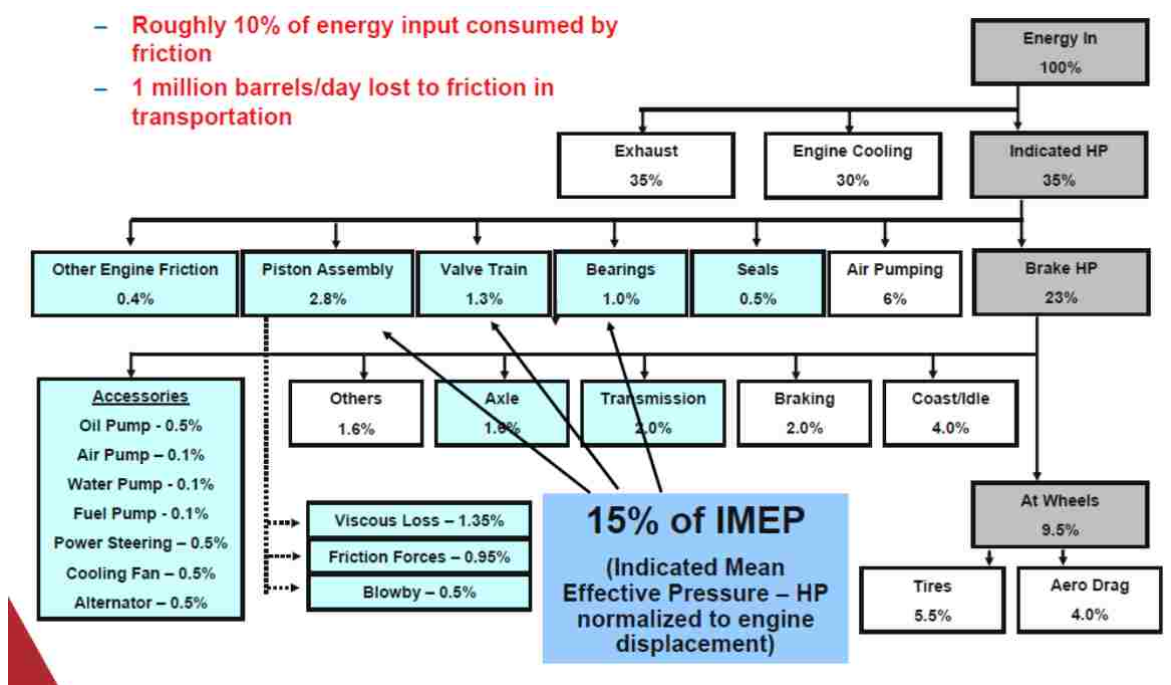 – Roughly 10% of energy input consumed by
friction
– 1 million barrels/day lost to friction in
transportation
Energy In
100%
Exhaust
35%
Engine Cooling
30%
Indicated HP
35%
Other Engine Friction
0.4%
Piston Assembly
2.8%
Valve Train
1.3%
Bearings
1.0%
Seals
0.5%
Air Pumping
6%
Brake HP
23%
Accessories
Oil Pump - 0.5%
Air Pump – 0.1%
Water Pump - 0.1%
Fuel Pump - 0.1%
Power Steering – 0.5%
Cooling Fan – 0.5%
Alternator – 0.5%
Others
1.6%
Axle
1.6%
Transmission
2.0%
Braking
2.0%
Coast/Idle
4.0%
Viscous Loss – 1.35%
Friction Forces – 0.95%
Blowby – 0.5%
15% of IMEP
(Indicated Mean
Effective Pressure – HP
normalized to engine
displacement)
At Wheels
9.5%
Tires
5.5%
Aero Drag
4.0%